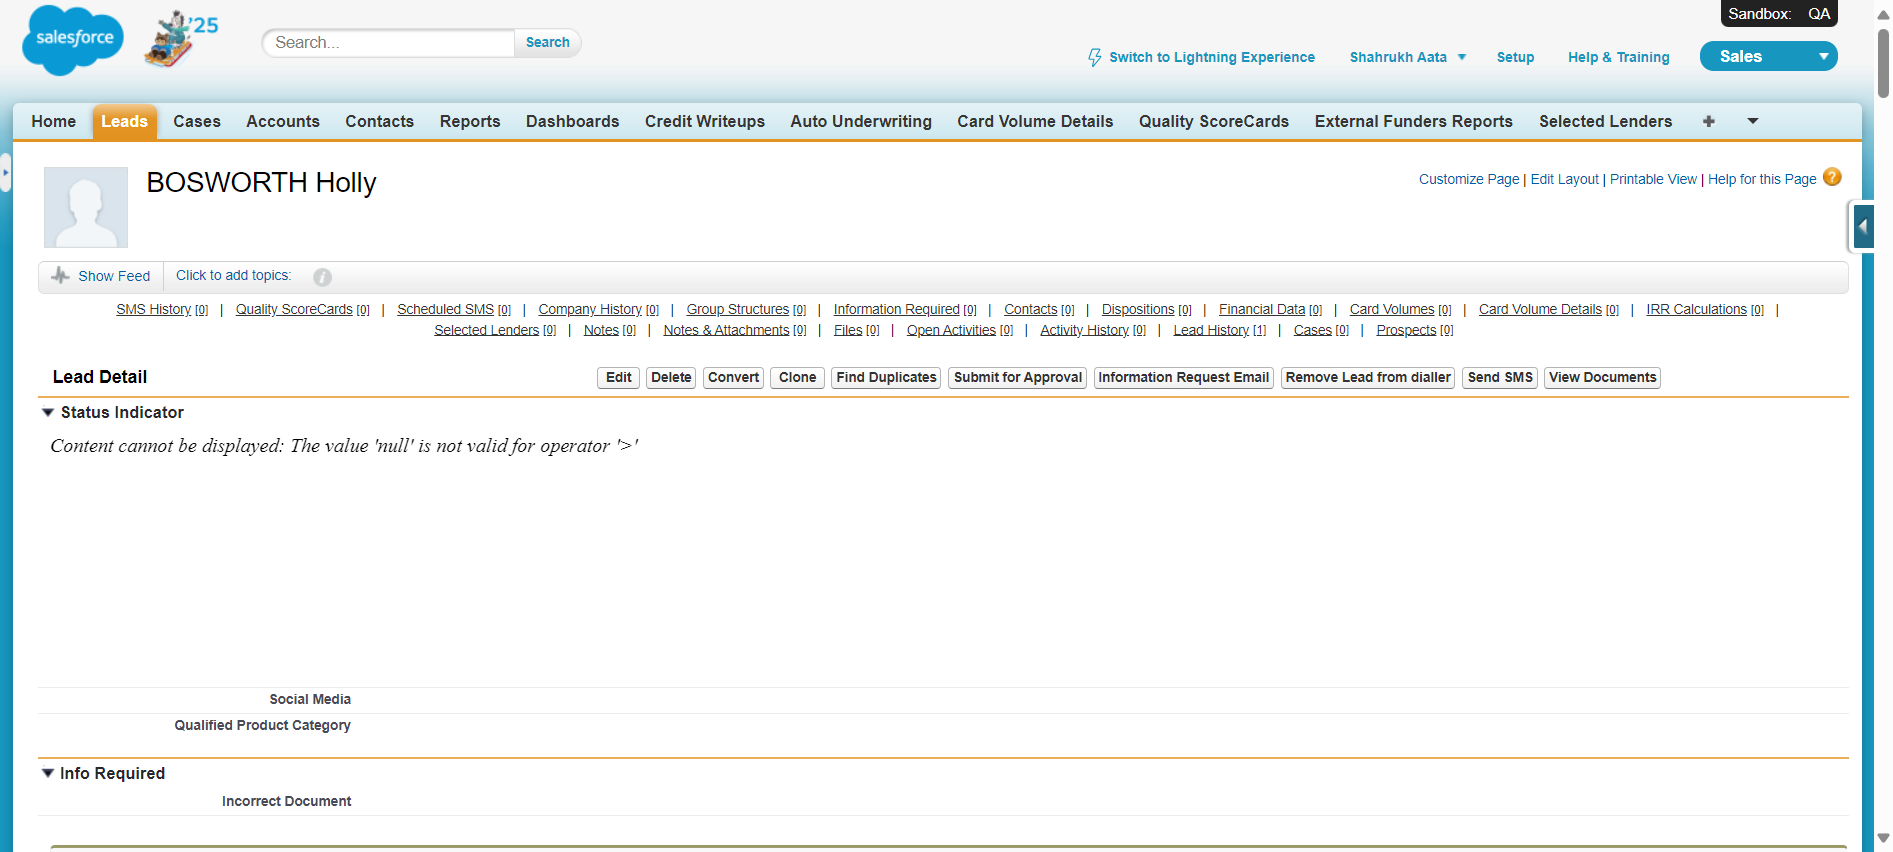 salesforce
'25
Search...
Search
Sandbox: QA
Switch to Lightning Experience
Shahrukh Aata
Setup
Help & Training
Sales
Home Leads Cases Accounts Contacts Reports Dashboards Credit Writeups Auto Underwriting Card Volume Details Quality ScoreCards External Funders Reports Selected Lenders +
BOSWORTH Holly
Customize Page | Edit Layout | Printable View | Help for this Page ?
Show Feed
Click to add topics: i
SMS History [0] | Quality ScoreCards [0] | Scheduled SMS [0] | Company History [0] | Group Structures [0] | Information Required [0] | Contacts [0] | Dispositions [0] | Financial Data [0] | Card Volumes [0] | Card Volume Details [0] | IRR Calculations [0] |
Selected Lenders [0] | Notes [0] | Notes & Attachments [0] | Files [0] | Open Activities [0] | Activity History [0] | Lead History [1] | Cases [0] | Prospects [0]
Lead Detail
Edit Delete Convert Clone Find Duplicates Submit for Approval Information Request Email Remove Lead from dialler Send SMS View Documents
Status Indicator
Content cannot be displayed: The value 'null' is not valid for operator '>'
Social Media
Qualified Product Category
Info Required
Incorrect Document